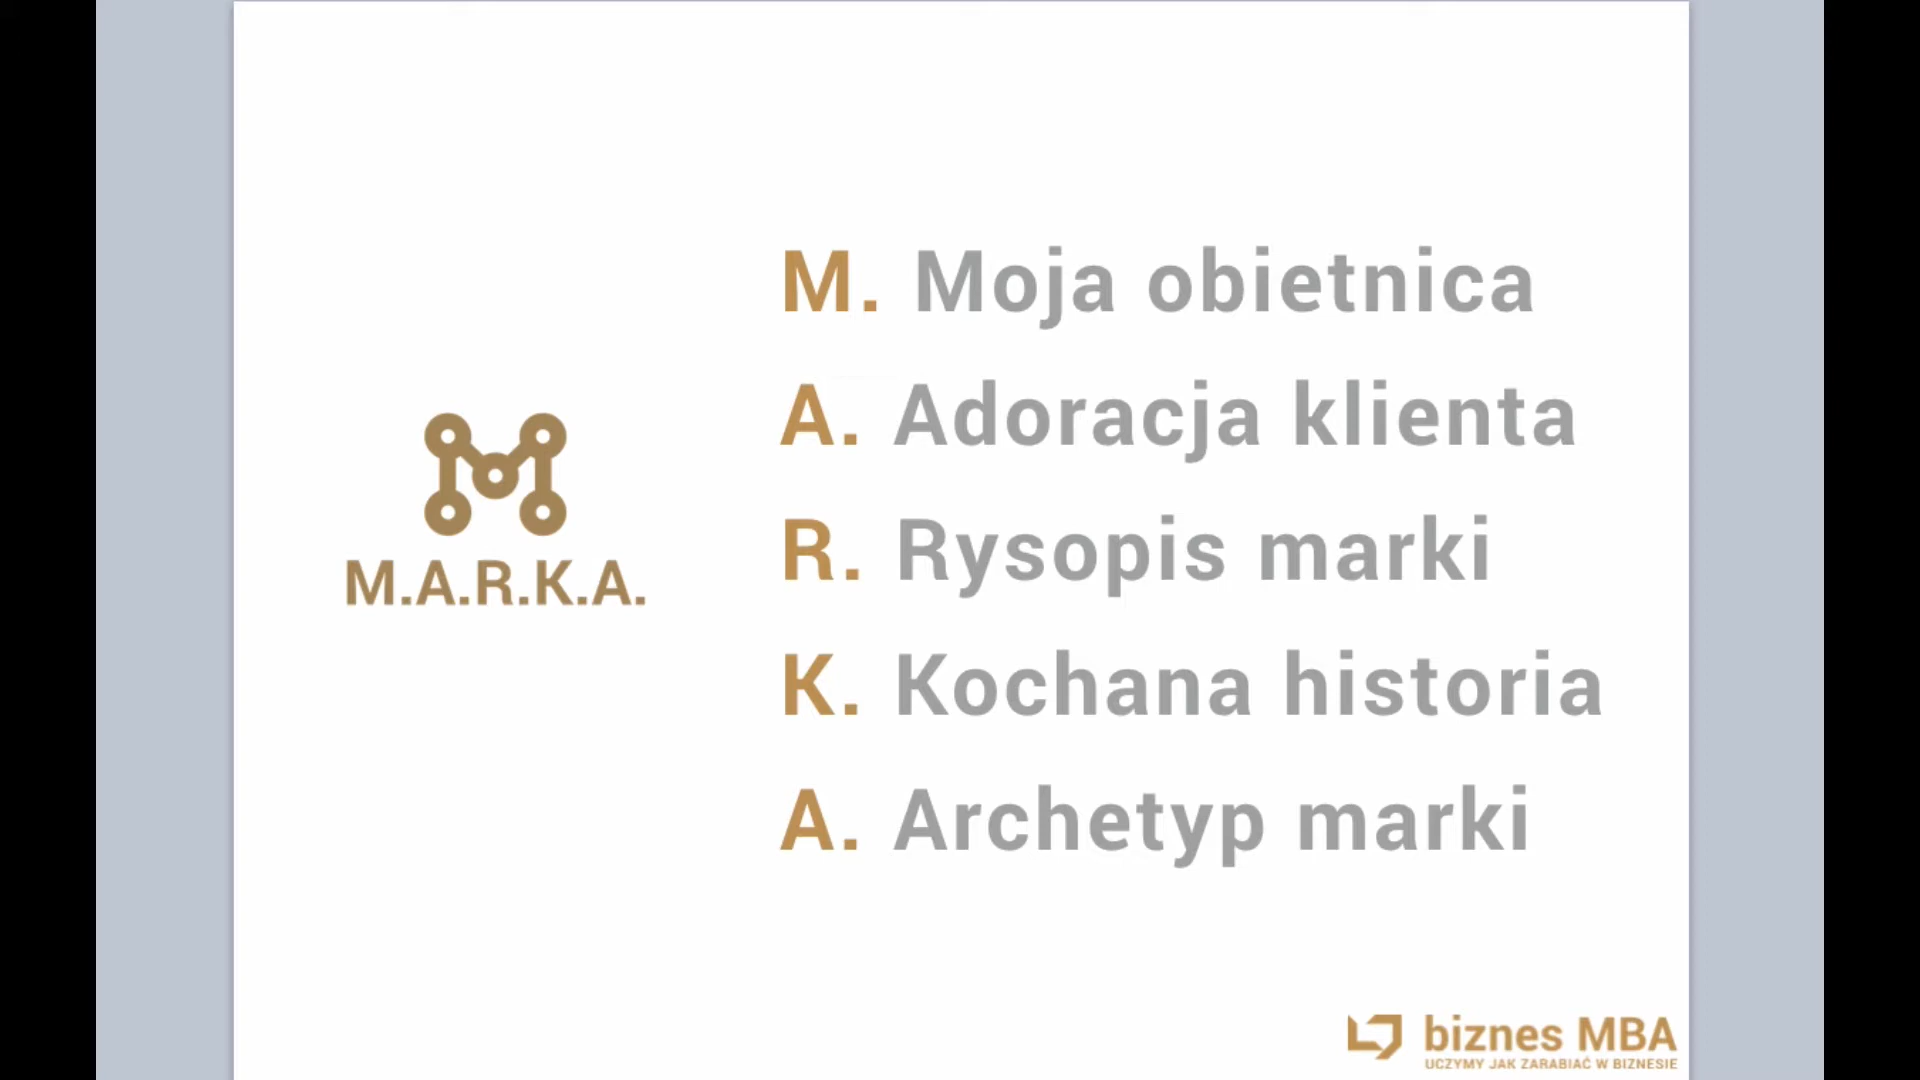 M.A.R.K.A.
M. Moja obietnica
A. Adoracja klienta
R. Rysopis marki
K. Kochana historia
A. Archetyp marki
biznes MBA
UCZYMY JAK ZARABIAĆ W BIZNESIE